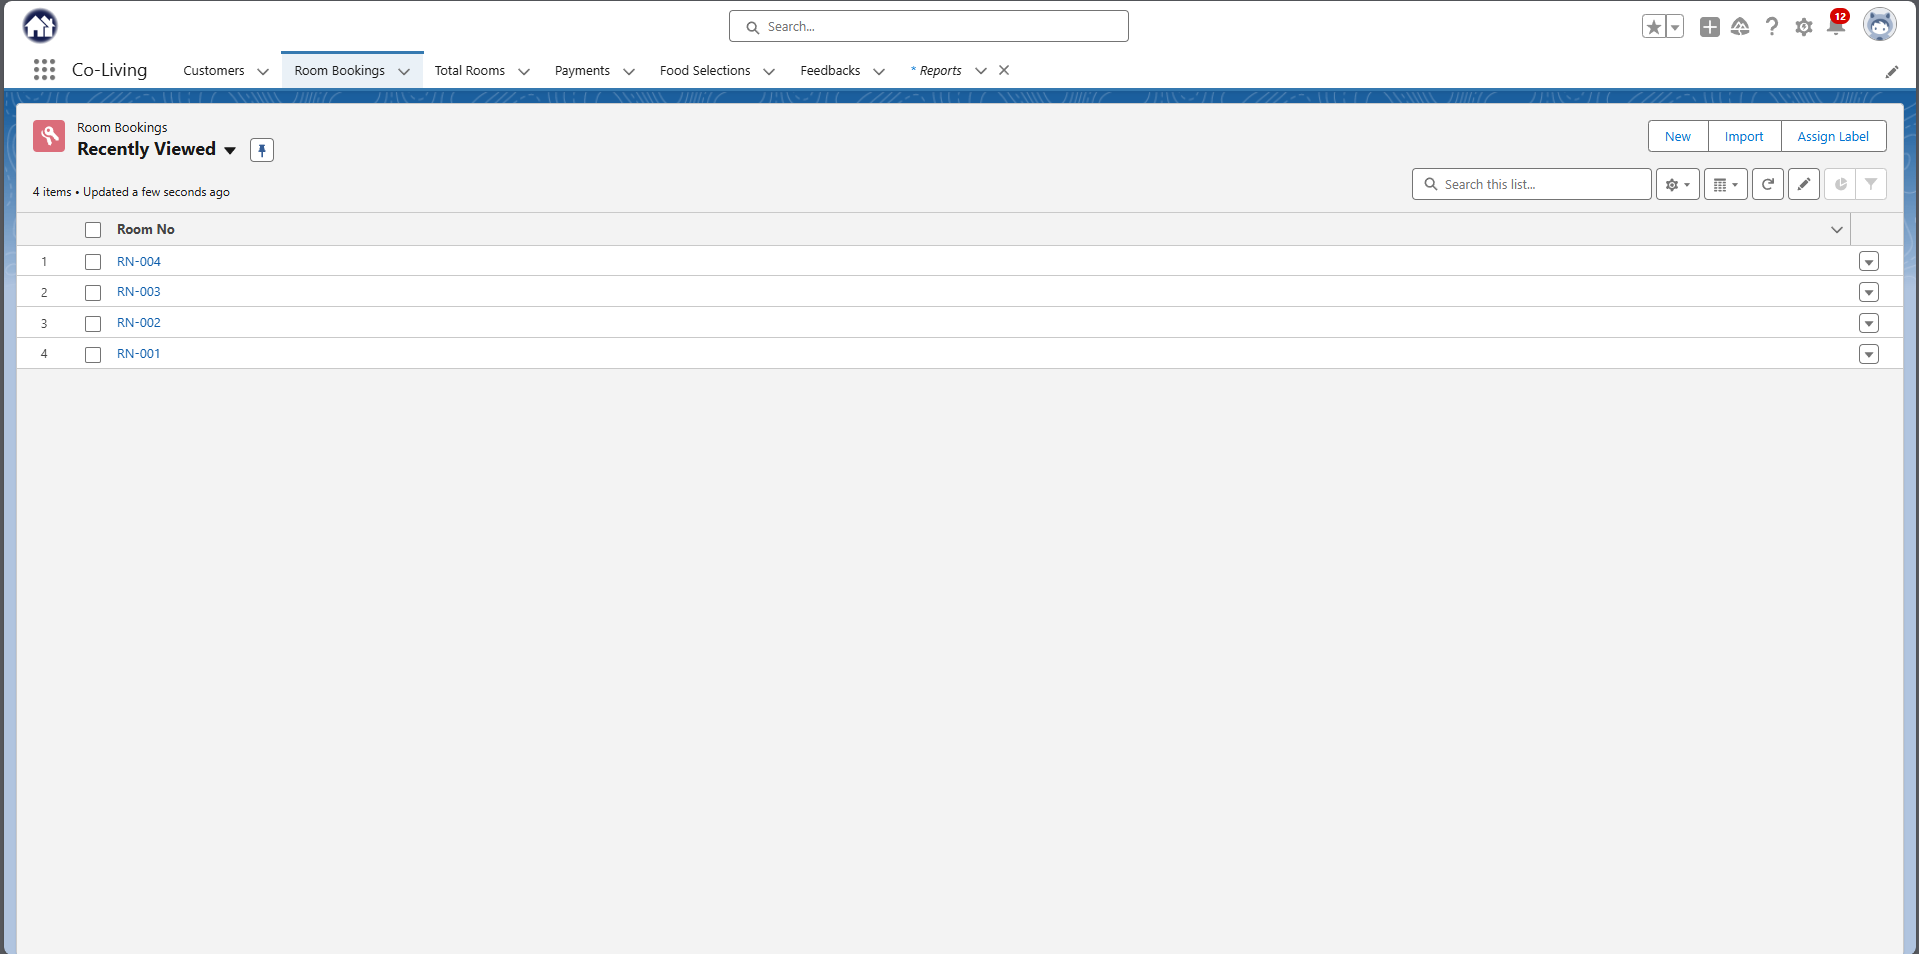 Search...
12
Co-Living
Customers
Room Bookings
Total Rooms
Payments
Food Selections
Feedbacks
* Reports
Room Bookings
Recently Viewed
New
Import
Assign Label
4 items • Updated a few seconds ago
Search this list...
Room No
1 RN-004
2 RN-003
3 RN-002
4 RN-001